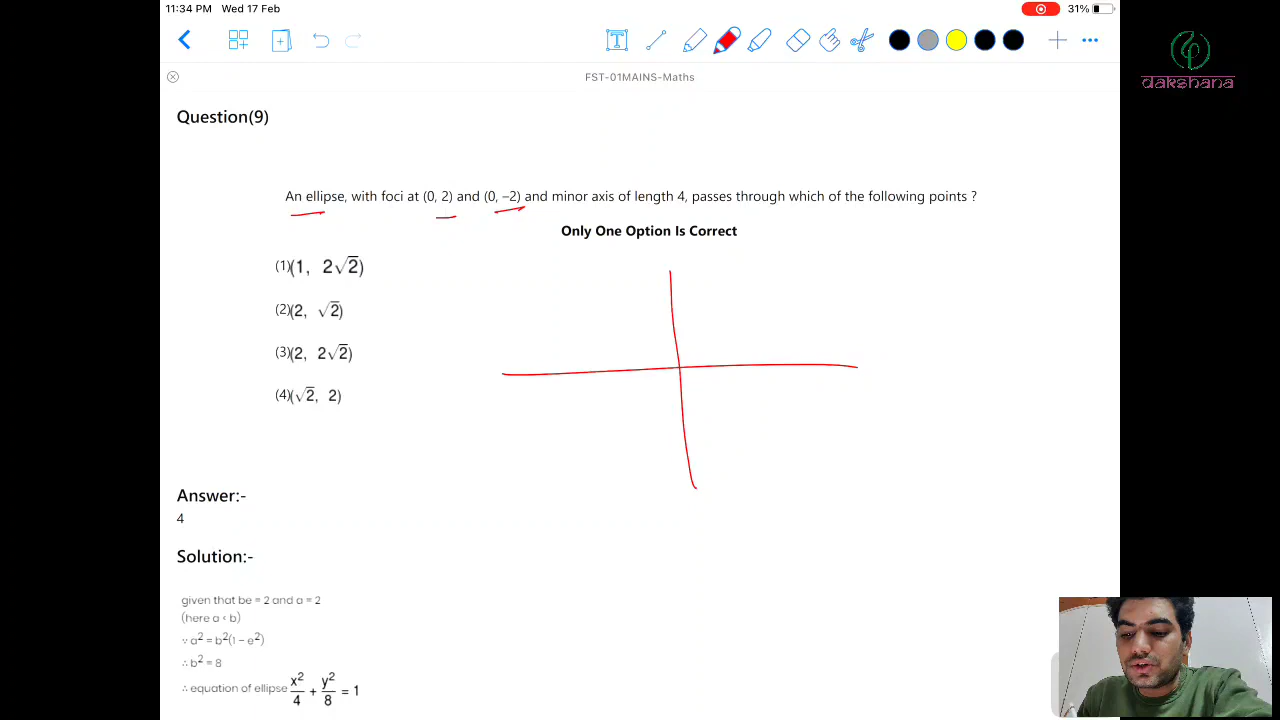 11:34 PM Wed 17 Feb
31%
dakshana
FST-01MAINS-Maths
Question(9)
An ellipse, with foci at (0, 2) and (0, –2) and minor axis of length 4, passes through which of the following points ?
Only One Option Is Correct
(1)(1, 2√2)
(2)(2, √2)
(3)(2, 2√2)
(4)(√2, 2)
Answer:-
4
Solution:-
given that be = 2 and a = 2
(here a < b)
∵ a² = b²(1 – e²)
∴ b² = 8
∴ equation of ellipse x²/4 + y²/8 = 1